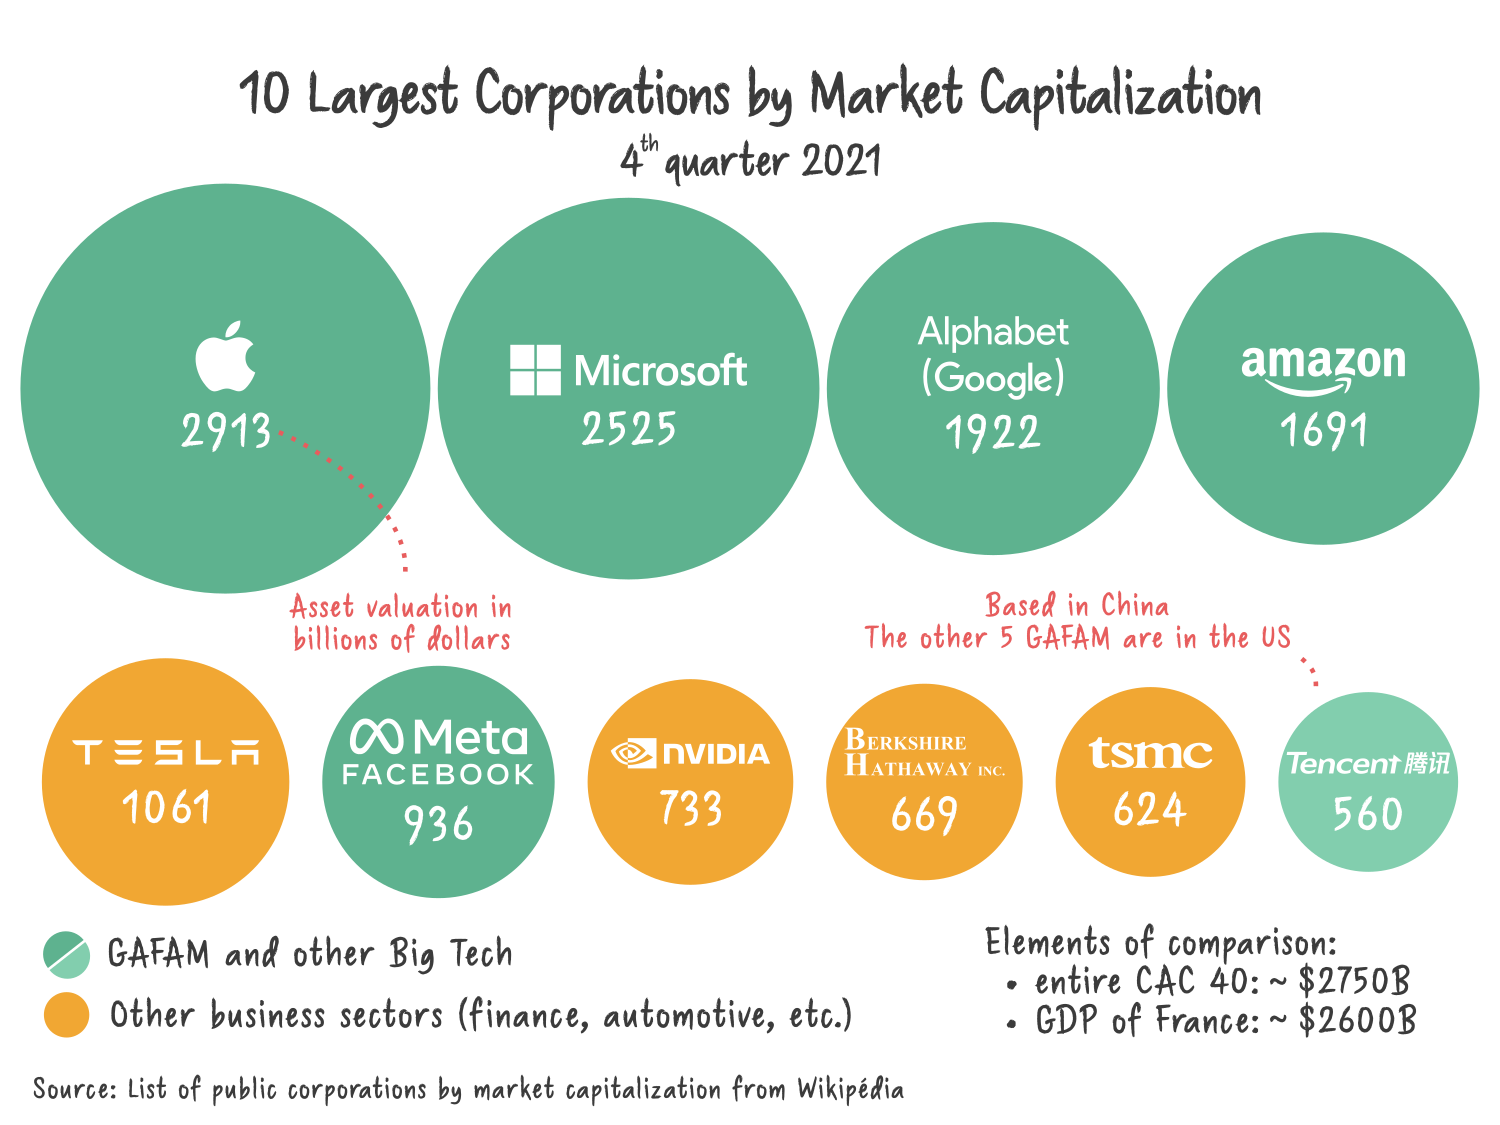 10 Largest Corporations by Market Capitalization
4th quarter 2021
2913
Microsoft
2525
Alphabet
(Google)
1922
amazon
1691
Asset valuation in
billions of dollars
Based in China
The other 5 GAFAM are in the US
TESLA
1061
Meta
FACEBOOK
936
NVIDIA
733
BERKSHIRE
HATHAWAY INC.
669
tsmc
624
Tencent 腾讯
560
GAFAM and other Big Tech
Other business sectors (finance, automotive, etc.)
Elements of comparison:
• entire CAC 40: ~ $2750B
• GDP of France: ~ $2600B
Source: List of public corporations by market capitalization from Wikipédia